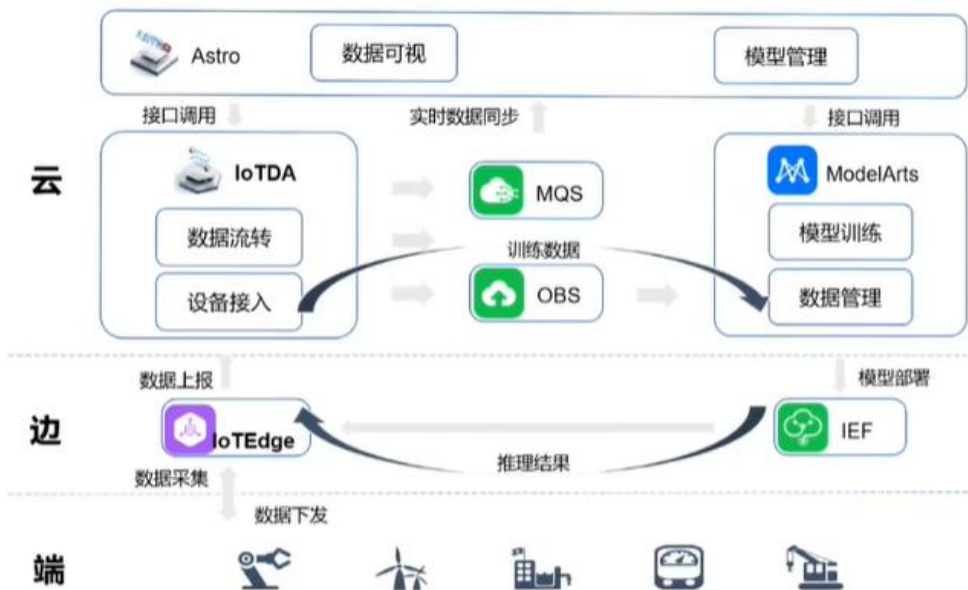 Astro
数据可视
模型管理
接口调用
实时数据同步
接口调用
云
IoTDA
数据流转
设备接入
MQS
训练数据
OBS
ModelArts
模型训练
数据管理
数据上报
模型部署
边
IoTEdge
推理结果
IEF
数据采集
数据下发
端